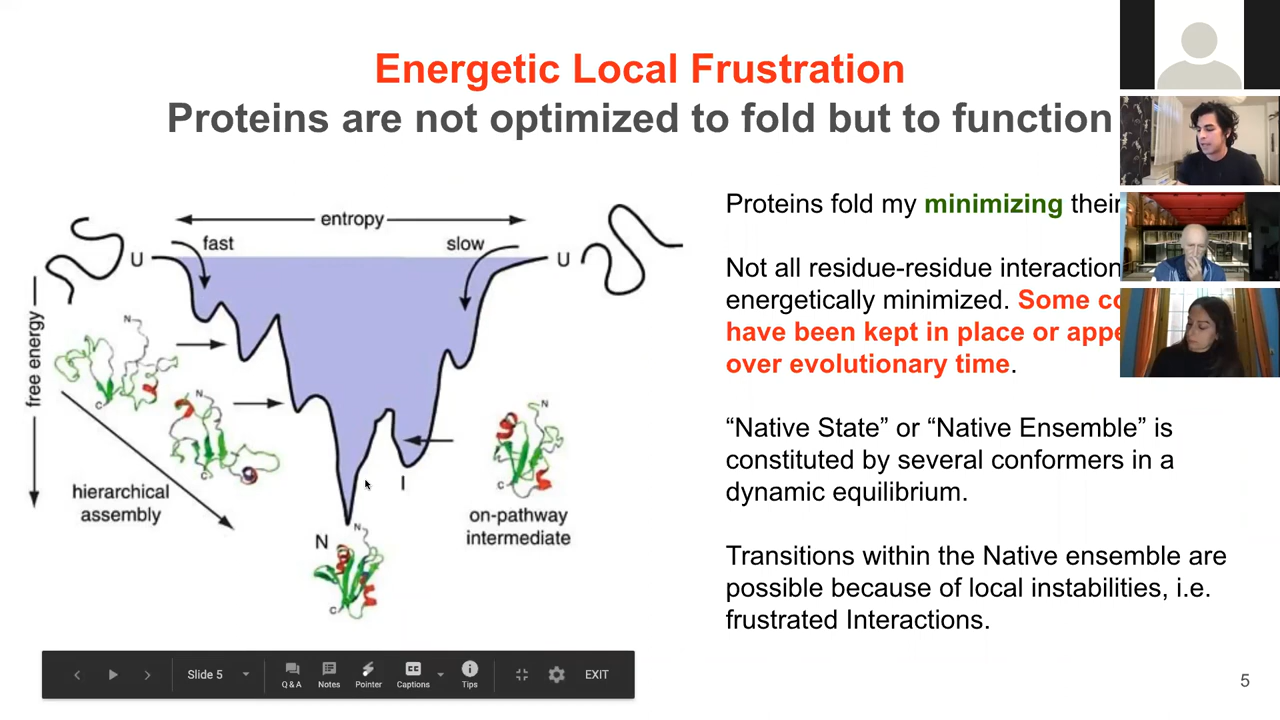 Energetic Local Frustration
Proteins are not optimized to fold but to function
entropy
fast
slow
U
U
free energy
N
C
N
C
hierarchical
assembly
N
C
on-pathway
intermediate
I
N
N
C
Proteins fold my minimizing their
Not all residue-residue interaction
energetically minimized. Some
have been kept in place or
over evolutionary time.
“Native State” or “Native Ensemble” is
constituted by several conformers in a
dynamic equilibrium.
Transitions within the Native ensemble are
possible because of local instabilities, i.e.
frustrated Interactions.
Slide 5
Q & A
Notes
Pointer
CC
Captions
Tips
EXIT
5